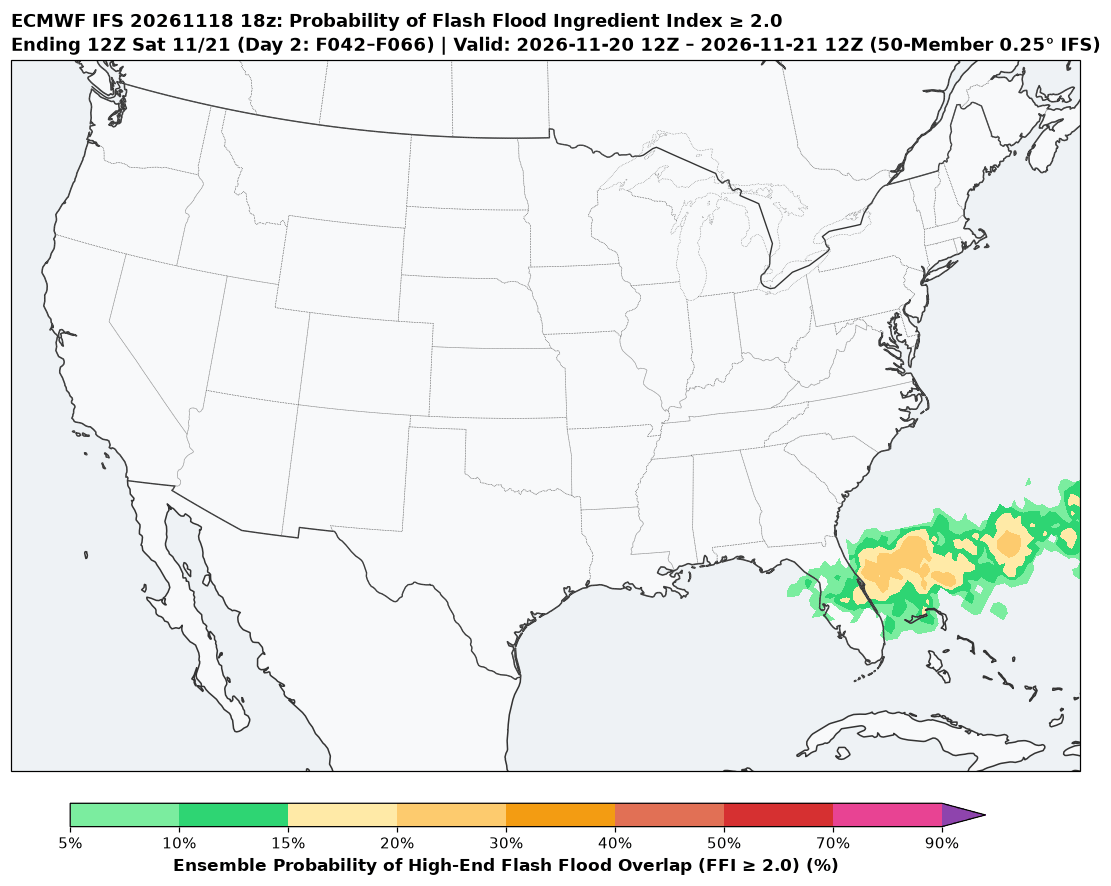 ECMWF IFS 20261118 18z: Probability of Flash Flood Ingredient Index ≥ 2.0
Ending 12Z Sat 11/21 (Day 2: F042–F066) | Valid: 2026-11-20 12Z – 2026-11-21 12Z (50-Member 0.25° IFS)
5% 10% 15% 20% 30% 40% 50% 70% 90%
Ensemble Probability of High-End Flash Flood Overlap (FFI ≥ 2.0) (%)